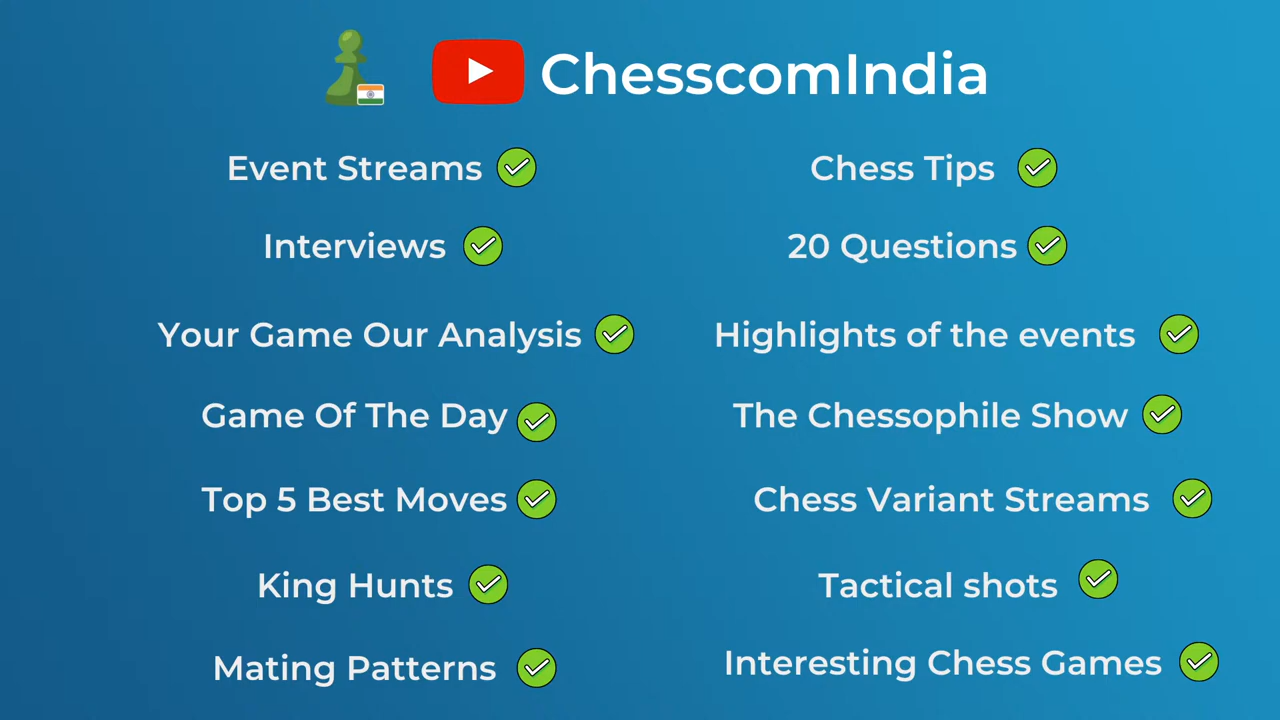 ChesscomIndia
Event Streams
Chess Tips
Interviews
20 Questions
Your Game Our Analysis
Highlights of the events
Game Of The Day
The Chessophile Show
Top 5 Best Moves
Chess Variant Streams
King Hunts
Tactical shots
Mating Patterns
Interesting Chess Games